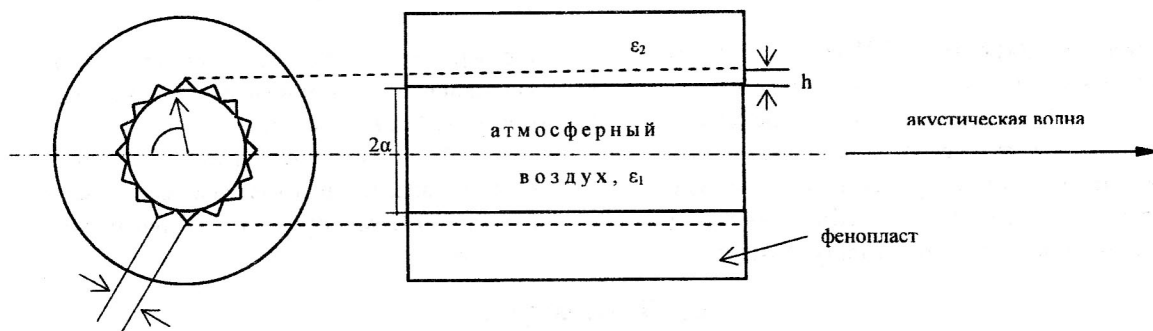 ε₂
h
атмосферный
2α
воздух, ε₁
акустическая волна
фенопласт